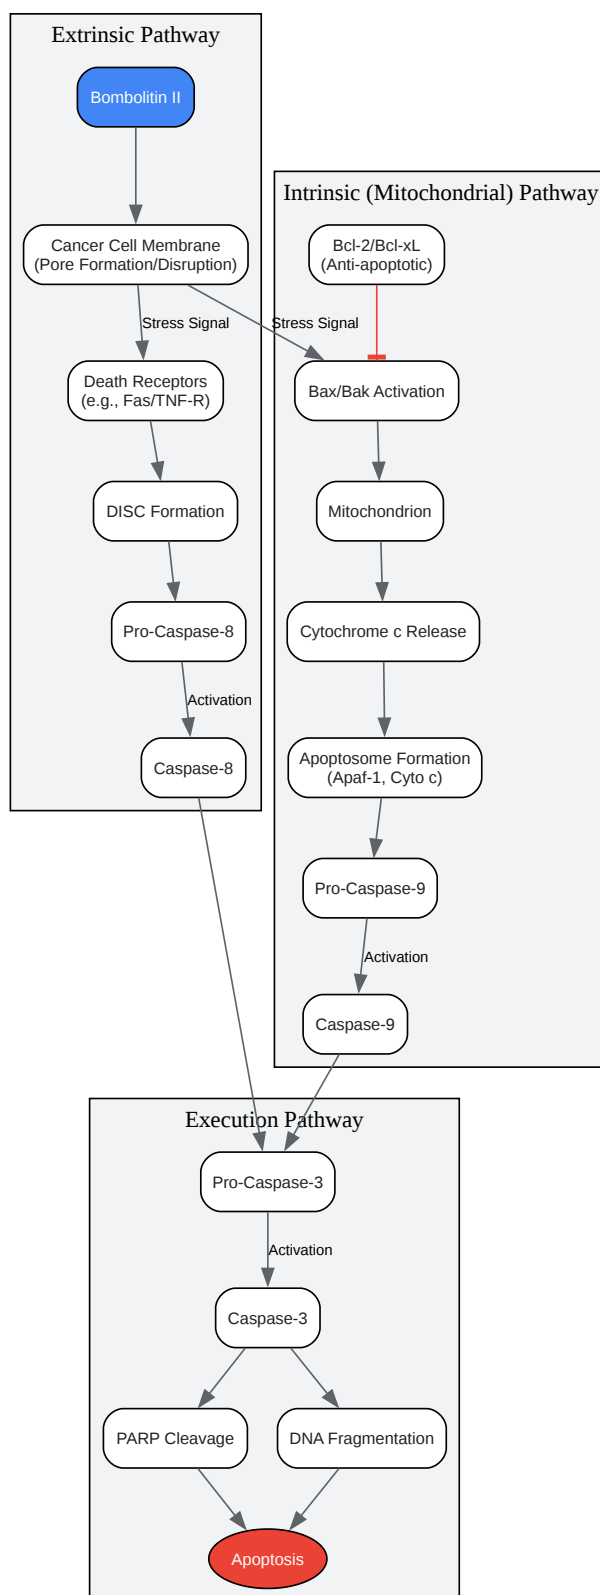 Extrinsic Pathway
Bombolitin II
Cancer Cell Membrane
(Pore Formation/Disruption)
Stress Signal
Death Receptors
(e.g., Fas/TNF-R)
DISC Formation
Pro-Caspase-8
Activation
Caspase-8
Intrinsic (Mitochondrial) Pathway
Bcl-2/Bcl-xL
(Anti-apoptotic)
Stress Signal
Bax/Bak Activation
Mitochondrion
Cytochrome c Release
Apoptosome Formation
(Apaf-1, Cyto c)
Pro-Caspase-9
Activation
Caspase-9
Execution Pathway
Pro-Caspase-3
Activation
Caspase-3
PARP Cleavage
DNA Fragmentation
Apoptosis